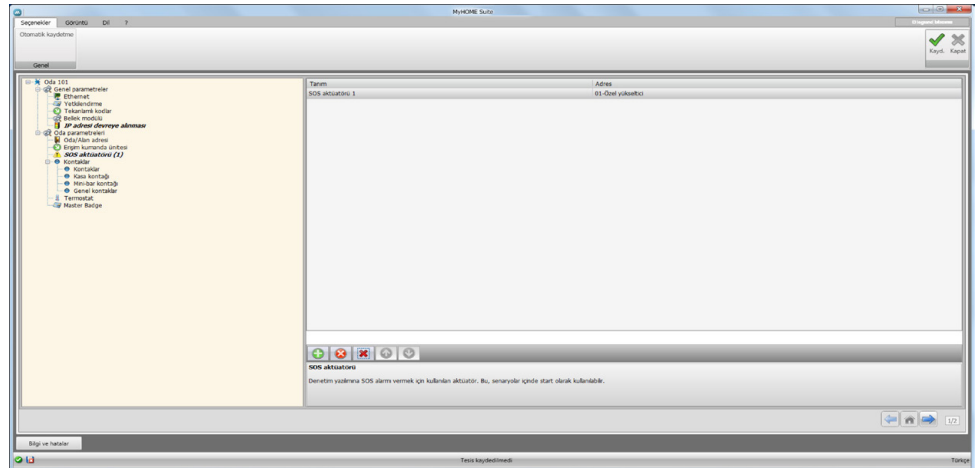 MyHOME Suite
Seçenekler Görüntü Dil ?
Otomatik kaydetme
Kayd. Kapat
Genel
Oda 101
Genel parametreler
Ethernet
Yetkilendirme
Tekrarlamlı kodlar
Bellek modülü
IP adresi devreye alınması
Oda parametreleri
Oda/Alan adresi
Erişim kumanda ünitesi
SOS aktüatörü (1)
Kontaklar
Kontaklar
Kasa kontağı
Mini-bar kontağı
Genel kontaklar
Termostat
Master Badge
Tanım Adres
SOS aktüatörü 1 01-Özel yükseltici
SOS aktüatörü
Denetim yazılımına SOS alarmı vermek için kullanılan aktüatör. Bu, senaryolar içinde start olarak kullanılabilir.
1/2
Bilgi ve hatalar
Tesis kaydedilmedi Türkçe